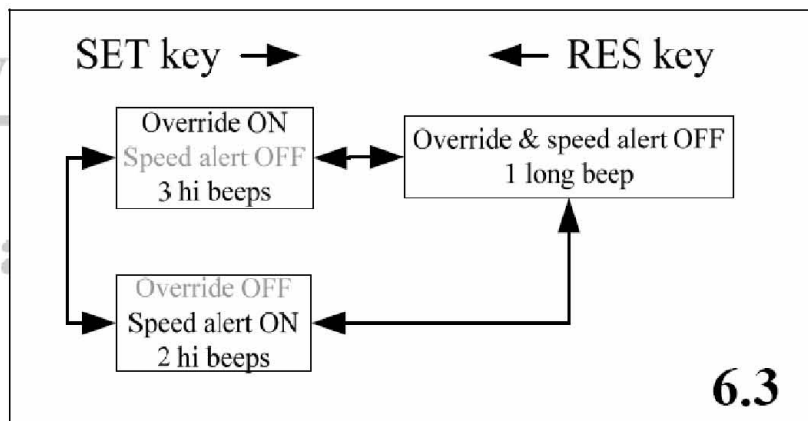 SET key
RES key
Override ON
Speed alert OFF
3 hi beeps
Override & speed alert OFF
1 long beep
Override OFF
Speed alert ON
2 hi beeps
6.3